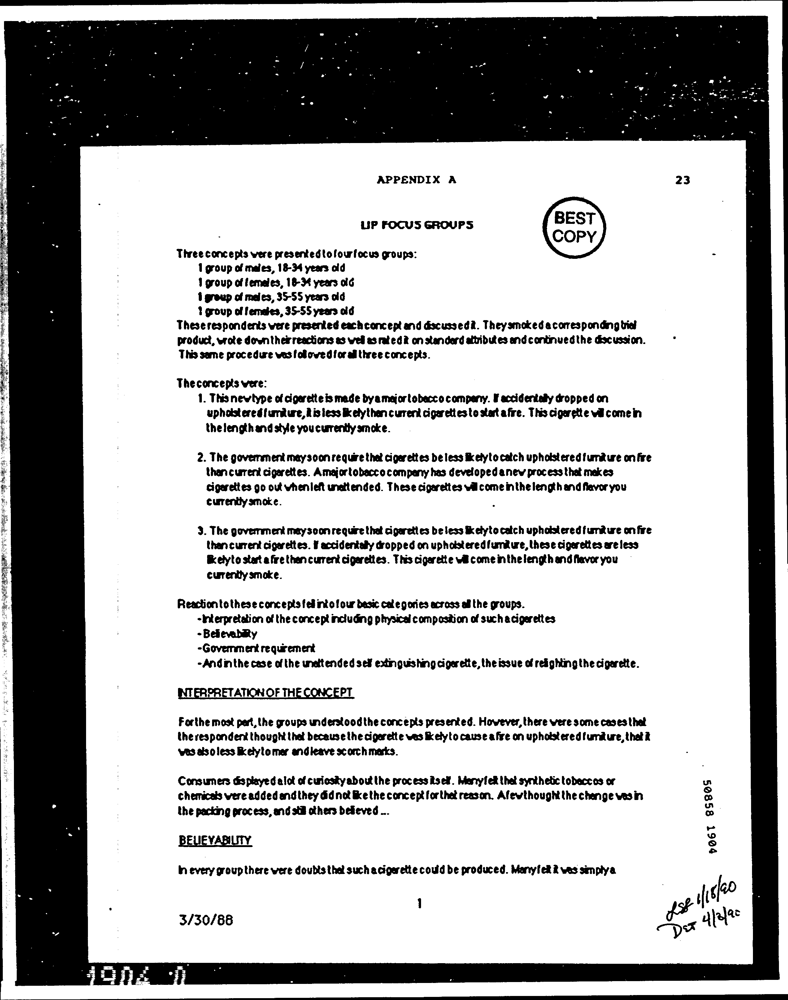 APPENDIX A
23
LIP FOCUS GROUPS
BEST
COPY
Three concepts were presented to four focus groups:
1 group of males, 18-34 years old
1 group of females, 18-34 years old
1 group of males, 35-55 years old
1 group of females, 35-55 years old
These respondents were presented each concept and discussed it. They smoked a corresponding trial
product, wrote down their reactions as well as rated it on standard attributes and continued the discussion.
This same procedure was followed for all three concepts.
The concepts were:
1. This new type of cigarette is made by a major tobacco company. If accidentally dropped on
upholstered furniture, it is less likely than current cigarettes to start a fire. This cigarette will come in
the length and style you currently smoke.
2. The government may soon require that cigarettes be less likely to catch upholstered furniture on fire
than current cigarettes. A major tobacco company has developed a new process that makes
cigarettes go out when left unattended. These cigarettes will come in the length and flavor you
currently smoke.
3. The government may soon require that cigarettes be less likely to catch upholstered furniture on fire
than current cigarettes. If accidentally dropped on upholstered furniture, these cigarettes are less
likely to start a fire than current cigarettes. This cigarette will come in the length and flavor you
currently smoke.
Reaction to these concepts fell into four basic categories across all the groups.
-Interpretation of the concept including physical composition of such a cigarettes
-Believability
-Government requirement
-And in the case of the unattended self extinguishing cigarette, the issue of relighting the cigarette.
INTERPRETATION OF THE CONCEPT
For the most part, the groups understood the concepts presented. However, there were some cases that
the respondent thought that because the cigarette was likely to cause a fire on upholstered furniture, that it
was also less likely to mar and leave scorch marks.
Consumers displayed a lot of curiosity about the process itself. Many felt that synthetic tobaccos or
chemicals were added and they did not like the concept for that reason. A few thought the change was in
the packing process, and still others believed ...
BELIEVABILITY
In every group there were doubts that such a cigarette could be produced. Many felt it was simply a
1
3/30/88
50858 1904
1/18/90
4/3/90
1904